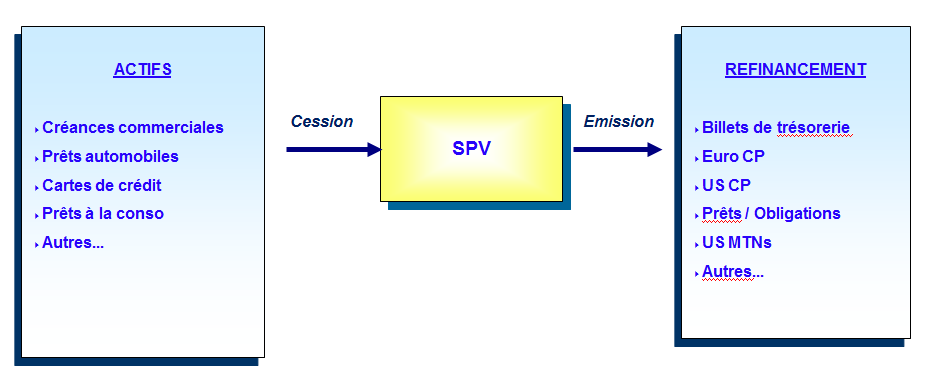 ACTIFS
Créances commerciales
Prêts automobiles
Cartes de crédit
Prêts à la conso
Autres...
Cession
SPV
Emission
REFINANCEMENT
Billets de trésorerie
Euro CP
US CP
Prêts / Obligations
US MTNs
Autres...